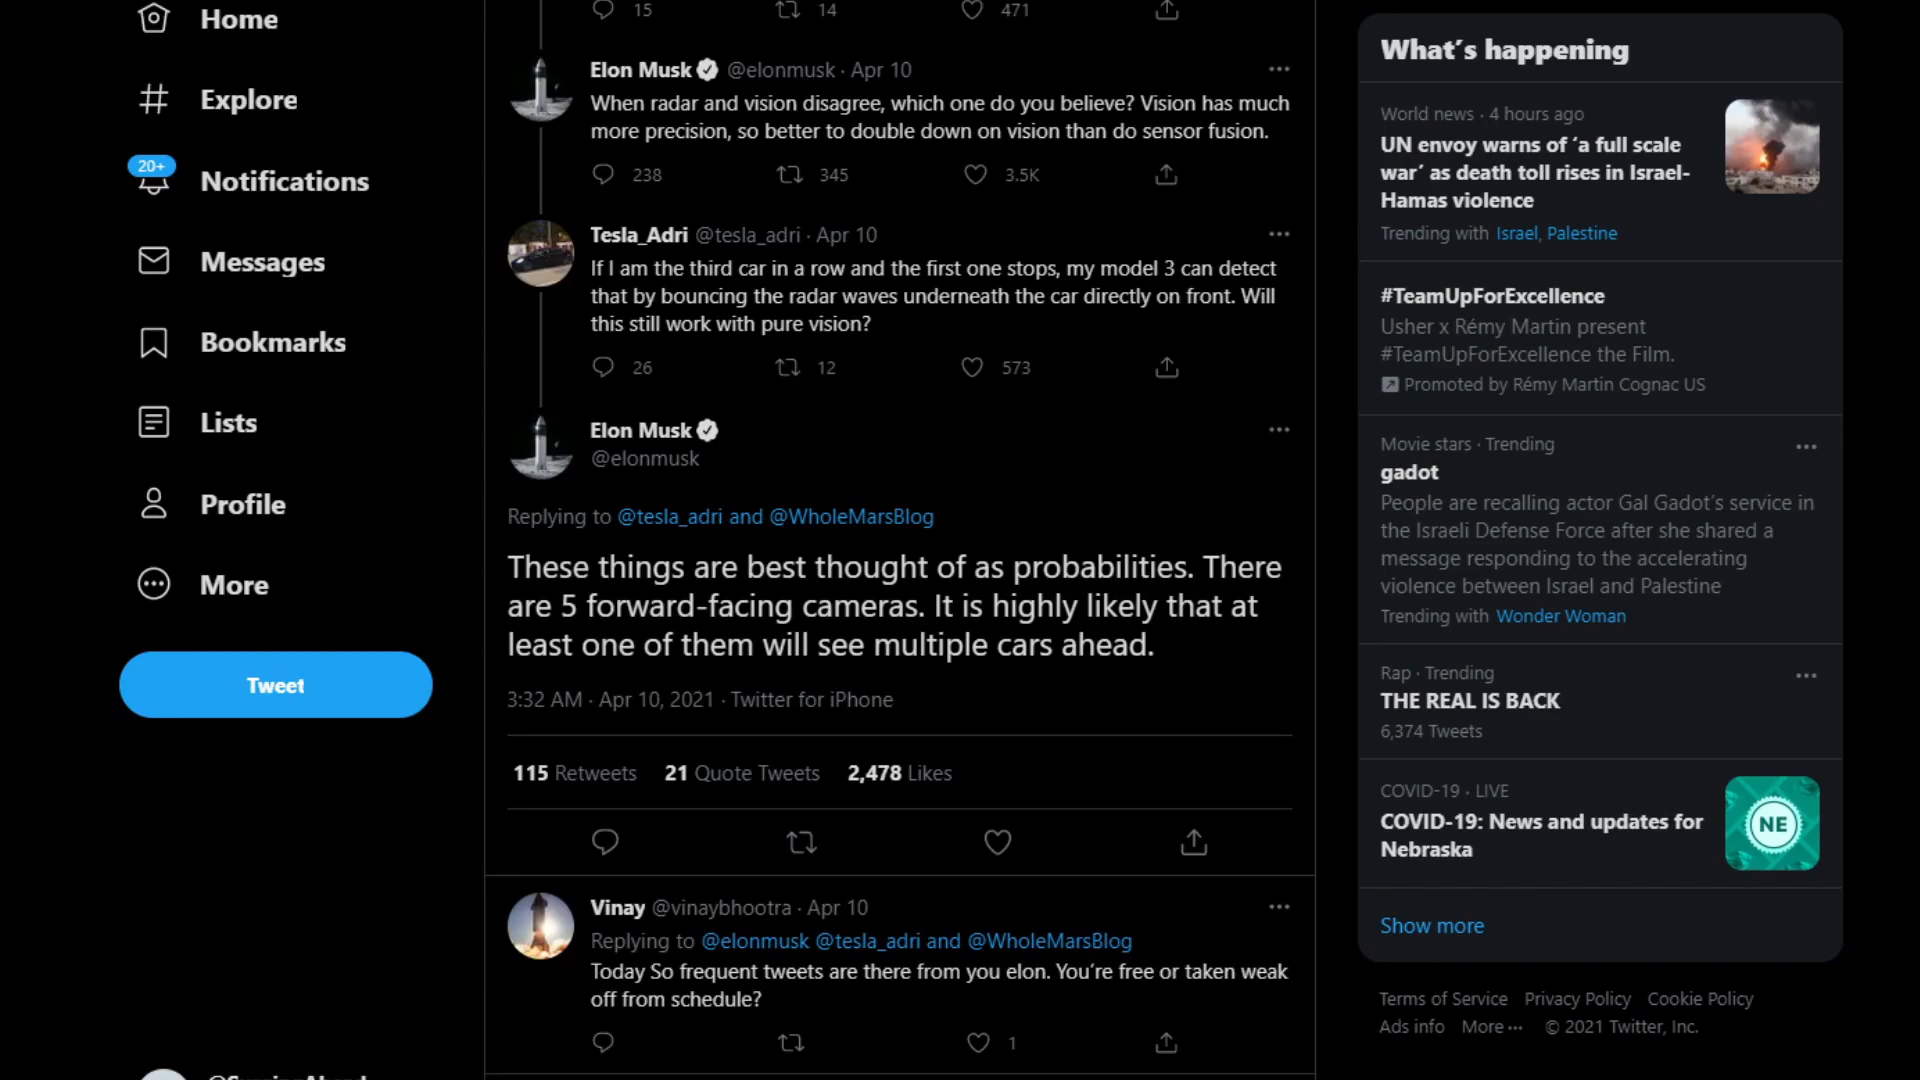 Home
Explore
20+
Notifications
Messages
Bookmarks
Lists
Profile
More
Tweet
15 14 471
Elon Musk @elonmusk · Apr 10
When radar and vision disagree, which one do you believe? Vision has much
more precision, so better to double down on vision than do sensor fusion.
238 345 3.5K
Tesla_Adri @tesla_adri · Apr 10
If I am the third car in a row and the first one stops, my model 3 can detect
that by bouncing the radar waves underneath the car directly on front. Will
this still work with pure vision?
26 12 573
Elon Musk
@elonmusk
Replying to @tesla_adri and @WholeMarsBlog
These things are best thought of as probabilities. There
are 5 forward-facing cameras. It is highly likely that at
least one of them will see multiple cars ahead.
3:32 AM · Apr 10, 2021 · Twitter for iPhone
115 Retweets 21 Quote Tweets 2,478 Likes
Vinay @vinaybhootra · Apr 10
Replying to @elonmusk @tesla_adri and @WholeMarsBlog
Today So frequent tweets are there from you elon. You're free or taken weak
off from schedule?
1
What's happening
World news · 4 hours ago
UN envoy warns of 'a full scale
war' as death toll rises in Israel-
Hamas violence
Trending with Israel, Palestine
#TeamUpForExcellence
Usher x Rémy Martin present
#TeamUpForExcellence the Film.
Promoted by Rémy Martin Cognac US
Movie stars · Trending
gadot
People are recalling actor Gal Gadot's service in
the Israeli Defense Force after she shared a
message responding to the accelerating
violence between Israel and Palestine
Trending with Wonder Woman
Rap · Trending
THE REAL IS BACK
6,374 Tweets
COVID-19 · LIVE
COVID-19: News and updates for
Nebraska
NE
Show more
Terms of Service Privacy Policy Cookie Policy
Ads info More ··· © 2021 Twitter, Inc.